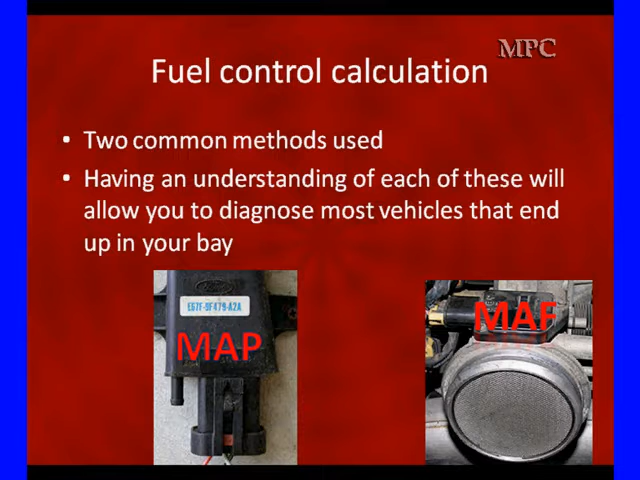 MPC
Fuel control calculation
• Two common methods used
• Having an understanding of each of these will
allow you to diagnose most vehicles that end
up in your bay
E67F-9F479-A2A
MAP
MAF